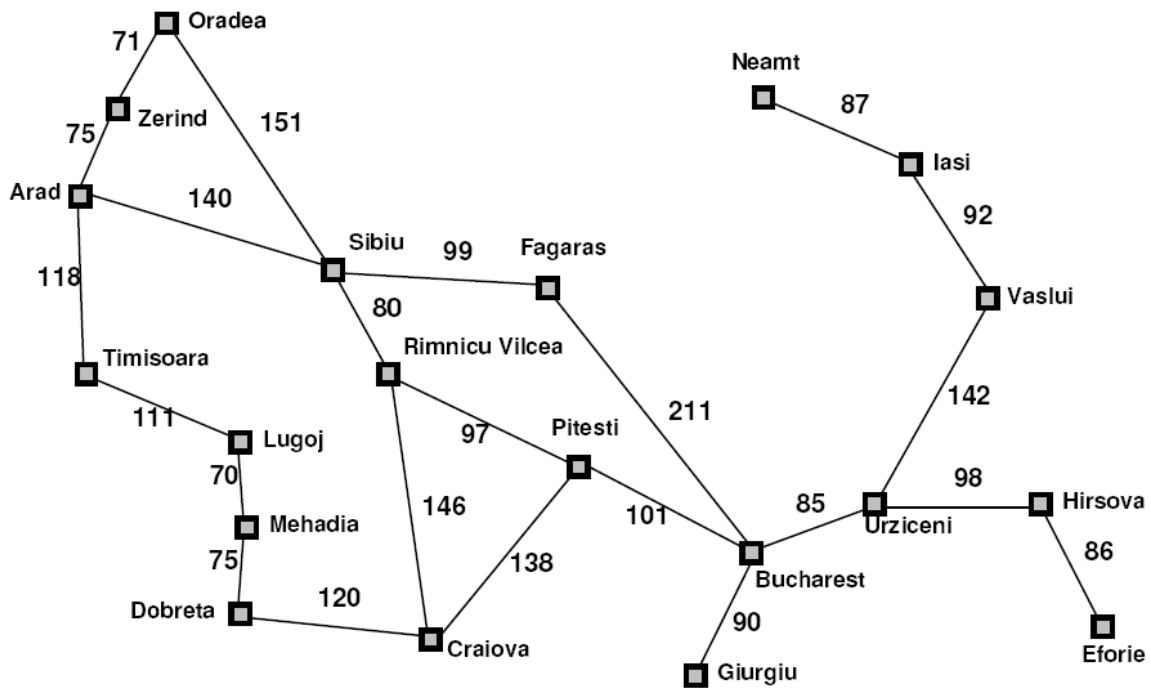 Oradea
71
Neamt
87
Zerind
151
75
Iasi
Arad
140
92
Sibiu
99
Fagaras
118
80
Vaslui
Rimnicu Vilcea
Timisoara
142
211
111
97
Pitesti
Lugoj
70
98
146
101
85
Hirsova
Mehadia
Urziceni
75
138
86
Bucharest
120
Dobreta
90
Craiova
Eforie
Giurgiu